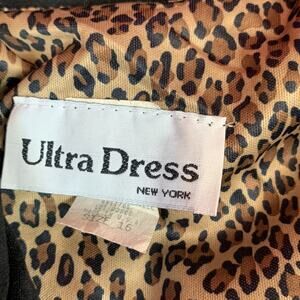 Ultra Dress
NEW YORK
SIZE 16